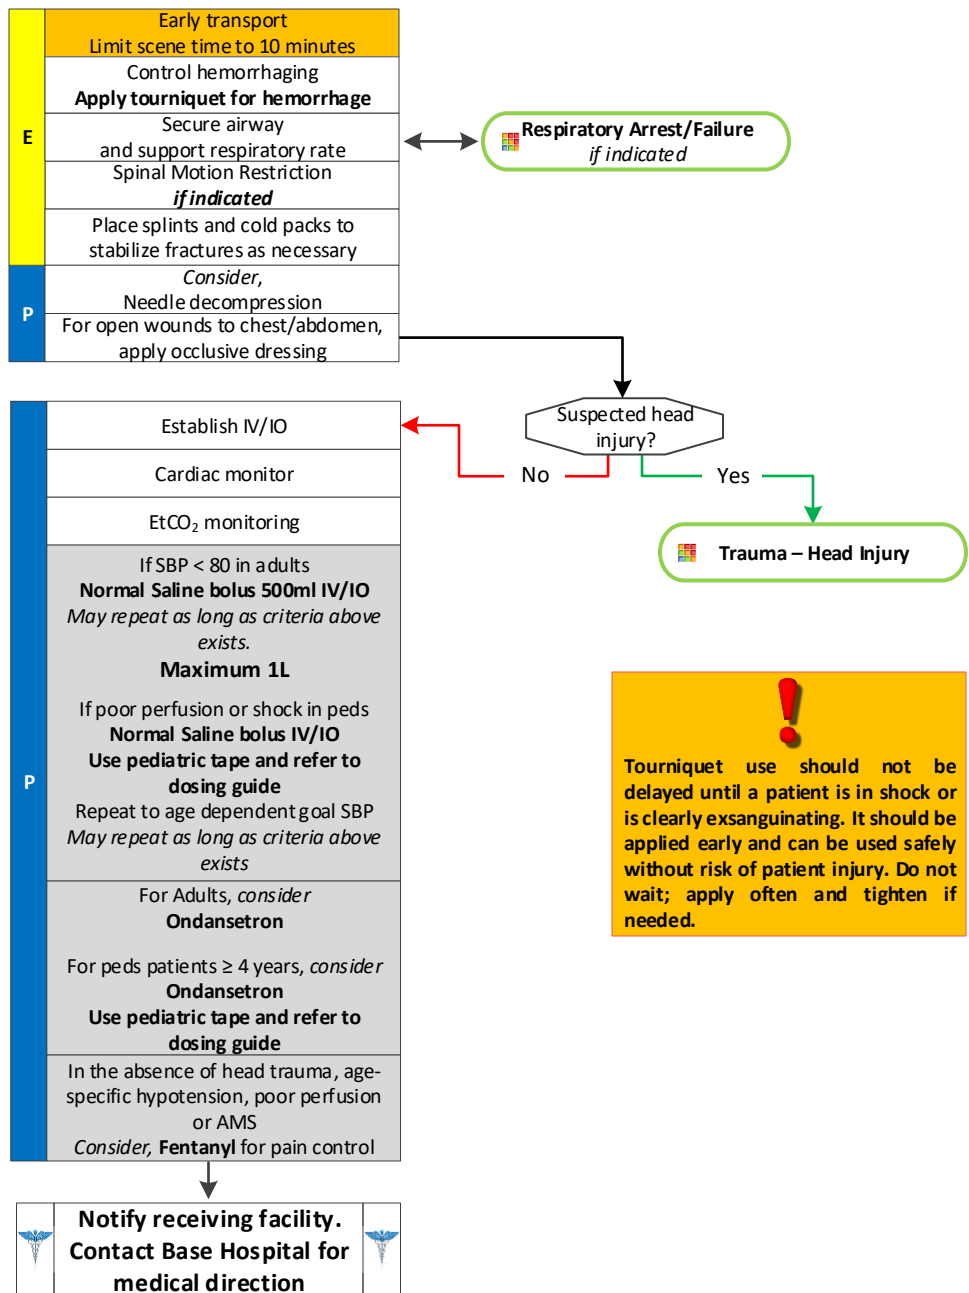 Early transport
Limit scene time to 10 minutes
Control hemorrhaging
Apply tourniquet for hemorrhage
E
Secure airway
and support respiratory rate
Respiratory Arrest/Failure
if indicated
Spinal Motion Restriction
if indicated
Place splints and cold packs to
stabilize fractures as necessary
P
Consider,
Needle decompression
For open wounds to chest/abdomen,
apply occlusive dressing
Suspected head
injury?
No
Yes
Trauma – Head Injury
P
Establish IV/IO
Cardiac monitor
EtCO₂ monitoring
If SBP < 80 in adults
Normal Saline bolus 500ml IV/IO
May repeat as long as criteria above
exists.
Maximum 1L
If poor perfusion or shock in peds
Normal Saline bolus IV/IO
Use pediatric tape and refer to
dosing guide
Repeat to age dependent goal SBP
May repeat as long as criteria above
exists
For Adults, consider
Ondansetron
For peds patients ≥ 4 years, consider
Ondansetron
Use pediatric tape and refer to
dosing guide
In the absence of head trauma, age-
specific hypotension, poor perfusion
or AMS
Consider, Fentanyl for pain control
Tourniquet use should not be
delayed until a patient is in shock or
is clearly exsanguinating. It should be
applied early and can be used safely
without risk of patient injury. Do not
wait; apply often and tighten if
needed.
Notify receiving facility.
Contact Base Hospital for
medical direction